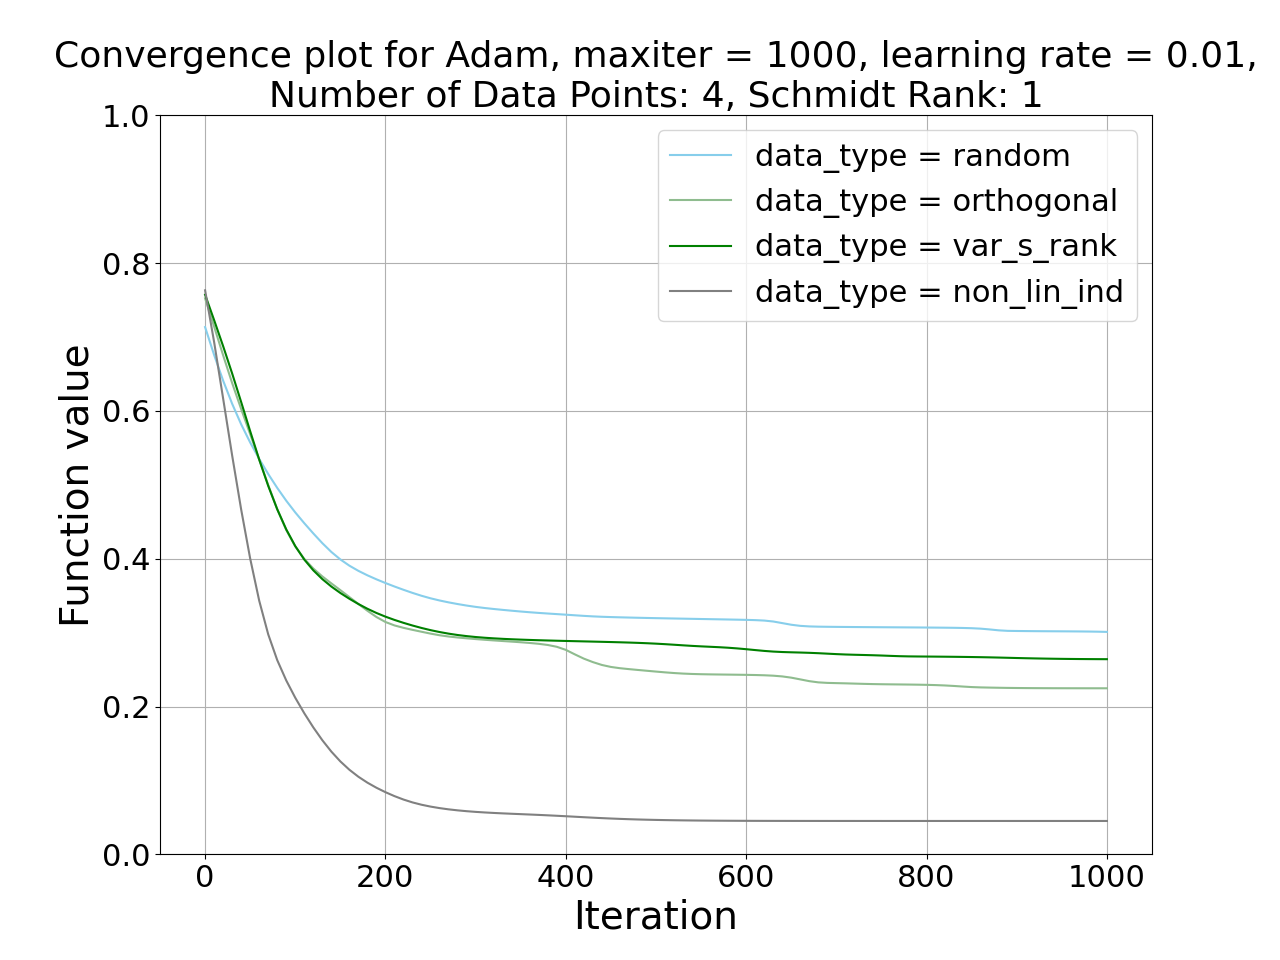 Convergence plot for Adam, maxiter = 1000, learning rate = 0.01,
Number of Data Points: 4, Schmidt Rank: 1
data_type = random
data_type = orthogonal
data_type = var_s_rank
data_type = non_lin_ind
Function value
1.0
0.8
0.6
0.4
0.2
0.0
0 200 400 600 800 1000
Iteration